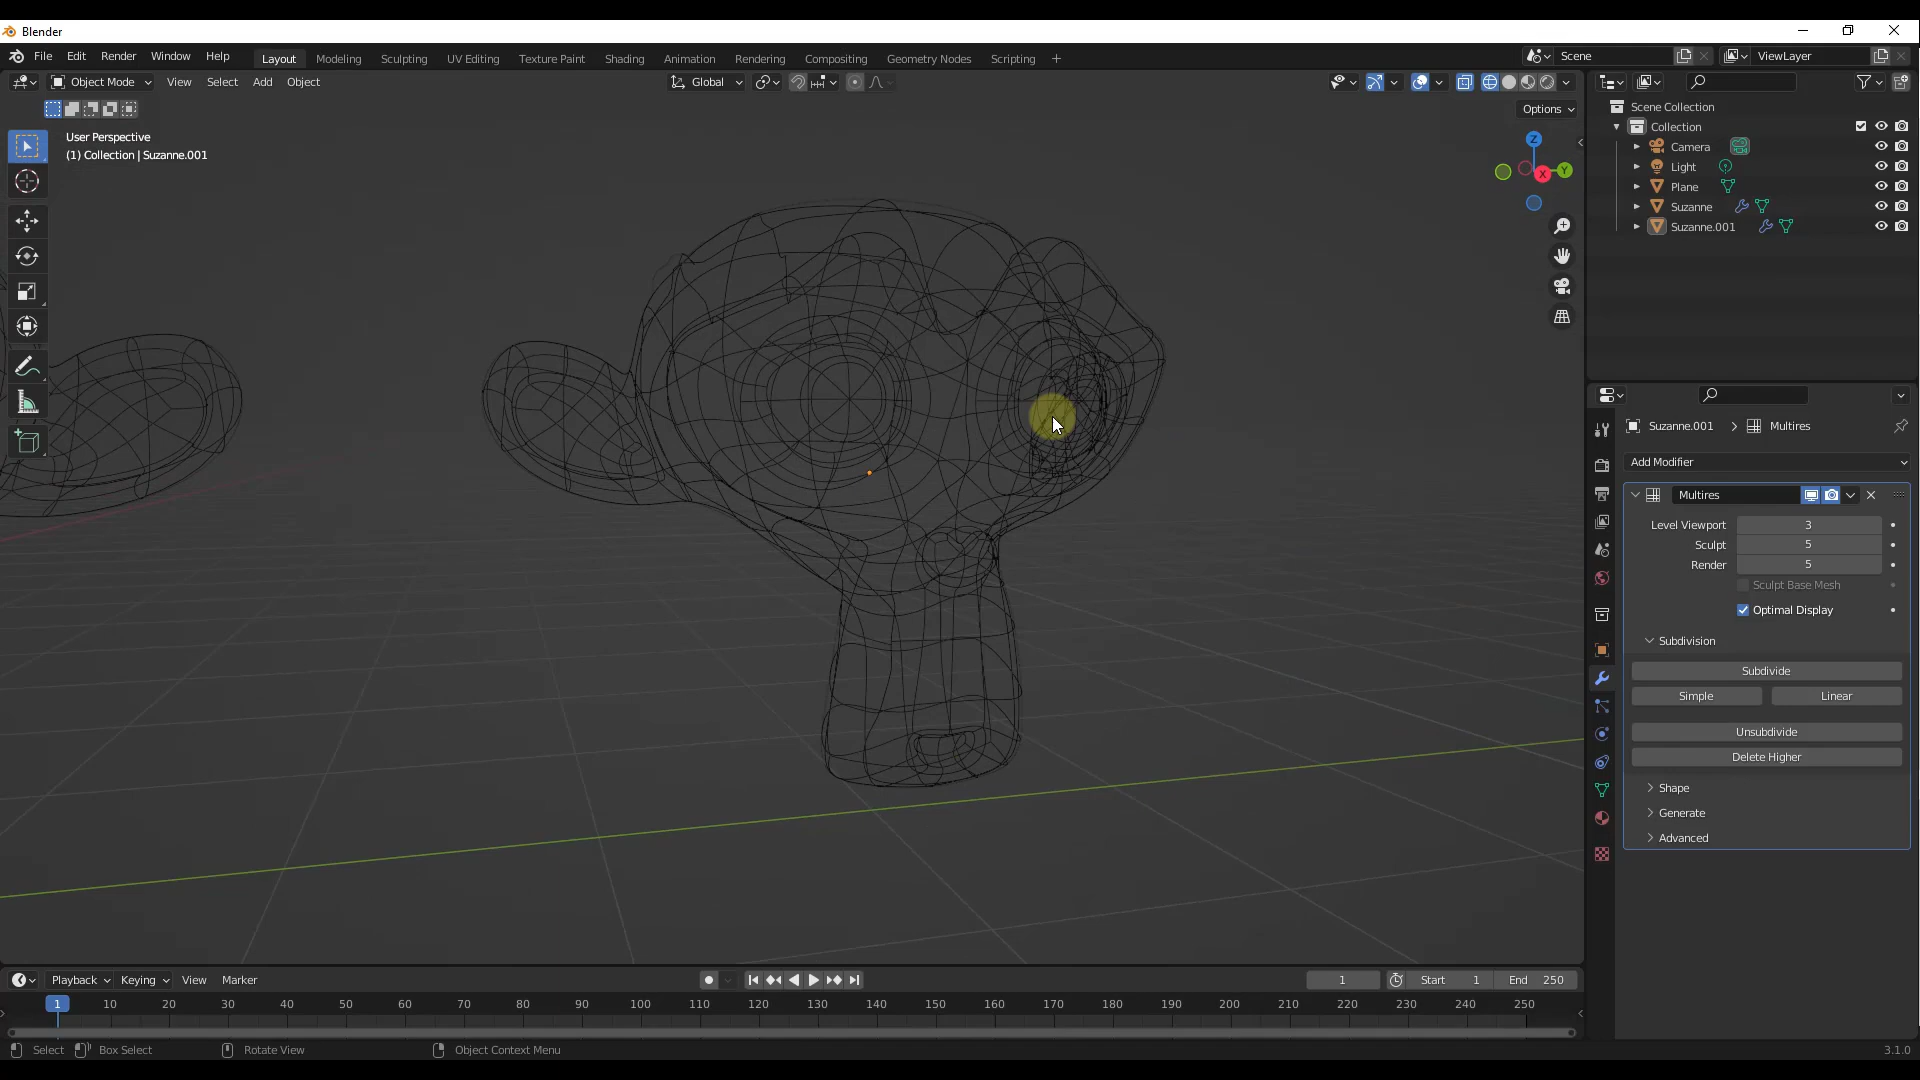 Blender
File Edit Render Window Help Layout Modeling Sculpting UV Editing Texture Paint Shading Animation Rendering Compositing Geometry Nodes Scripting + Scene ViewLayer
Object Mode View Select Add Object Global
Options
User Perspective
(1) Collection | Suzanne.001
Z
Y
X
Scene Collection
Collection
Camera
Light
Plane
Suzanne
Suzanne.001
Suzanne.001 > Multires
Add Modifier
Multires
Level Viewport 3
Sculpt 5
Render 5
Sculpt Base Mesh
Optimal Display
Subdivision
Subdivide
Simple Linear
Unsubdivide
Delete Higher
Shape
Generate
Advanced
Playback Keying View Marker 1 Start 1 End 250
1 10 20 30 40 50 60 70 80 90 100 110 120 130 140 150 160 170 180 190 200 210 220 230 240 250
Select Box Select Rotate View Object Context Menu 3.1.0